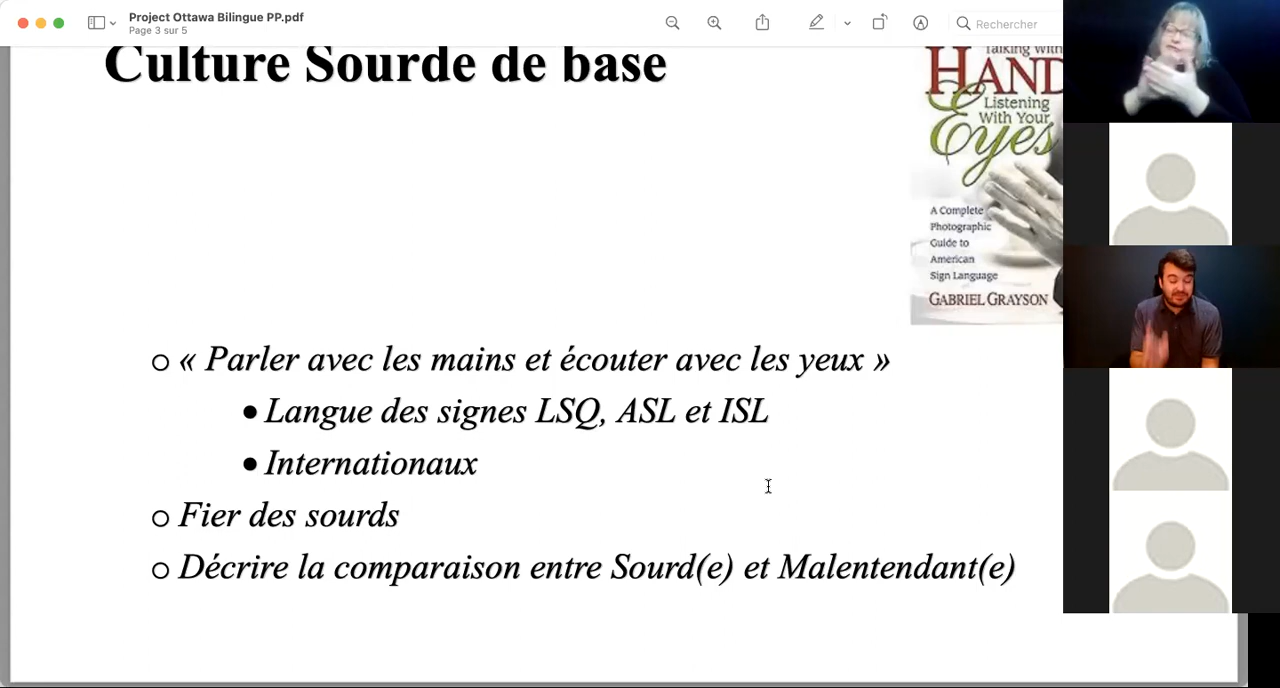 Project Ottawa Bilingue PP.pdf
Page 3 sur 5
Rechercher
Culture Sourde de base
Talking With
HAND
Eyes
Listening
With Your
A Complete
Photographic
Guide to
American
Sign Language
GABRIEL GRAYSON
« Parler avec les mains et écouter avec les yeux »
Langue des signes LSQ, ASL et ISL
Internationaux
Fier des sourds
Décrire la comparaison entre Sourd(e) et Malentendant(e)